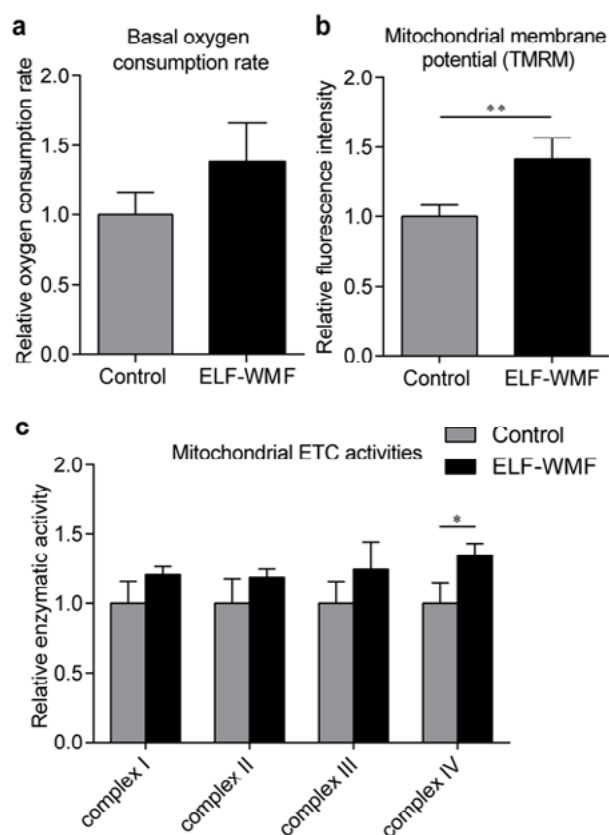 a
Basal oxygen
consumption rate
Relative oxygen consumption rate
2.0
1.5
1.0
0.5
0.0
Control
ELF-WMF
b
Mitochondrial membrane
potential (TMRM)
Relative fluorescence intensity
2.0
1.5
1.0
0.5
0.0
**
Control
ELF-WMF
c
Mitochondrial ETC activities
Control
ELF-WMF
Relative enzymatic activity
2.0
1.5
1.0
0.5
0.0
*
complex I
complex II
complex III
complex IV